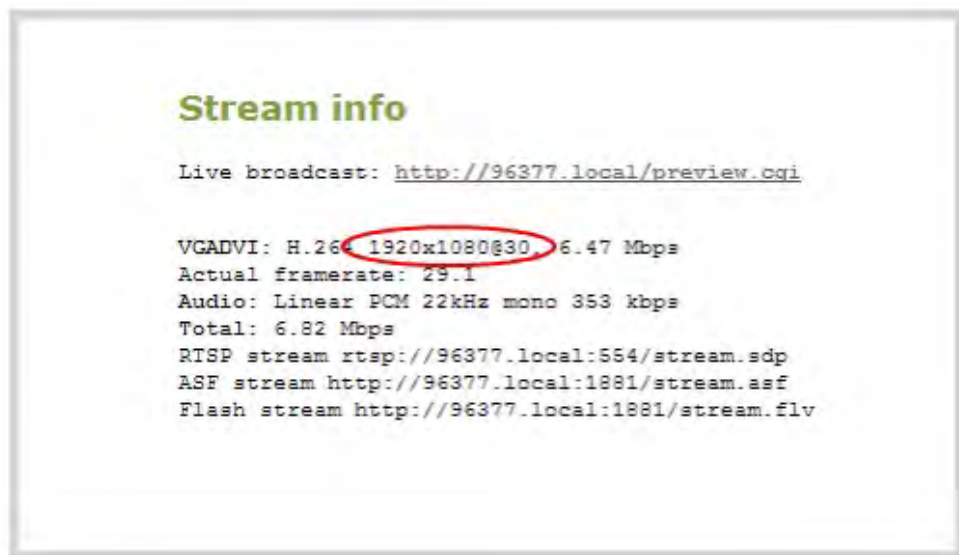 Stream info
Live broadcast: http://96377.local/preview.cgi
VGADVI: H.264 1920x1080@30, 6.47 Mbps
Actual framerate: 29.1
Audio: Linear PCM 22kHz mono 353 kbps
Total: 6.82 Mbps
RTSP stream rtsp://96377.local:554/stream.sdp
ASF stream http://96377.local:1881/stream.asf
Flash stream http://96377.local:1881/stream.flv